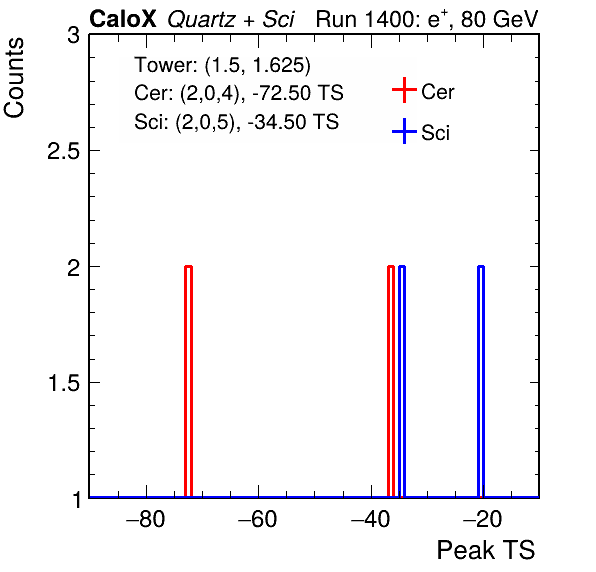 CaloX Quartz + Sci Run 1400: e⁺, 80 GeV
Counts
Tower: (1.5, 1.625)
Cer: (2,0,4), -72.50 TS
Sci: (2,0,5), -34.50 TS
Cer
Sci
3
2.5
2
1.5
1
−80 −60 −40 −20
Peak TS